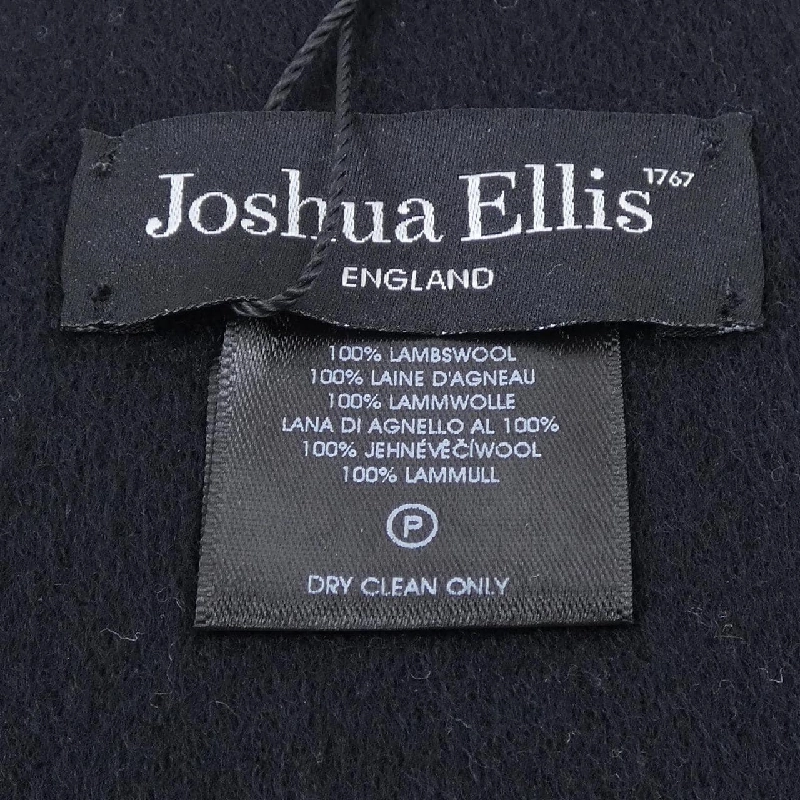 Joshua Ellis 1767
ENGLAND
100% LAMBSWOOL
100% LAINE D'AGNEAU
100% LAMMWOLLE
LANA DI AGNELLO AL 100%
100% JEHNÉVĚČÍWOOL
100% LAMMULL
P
DRY CLEAN ONLY